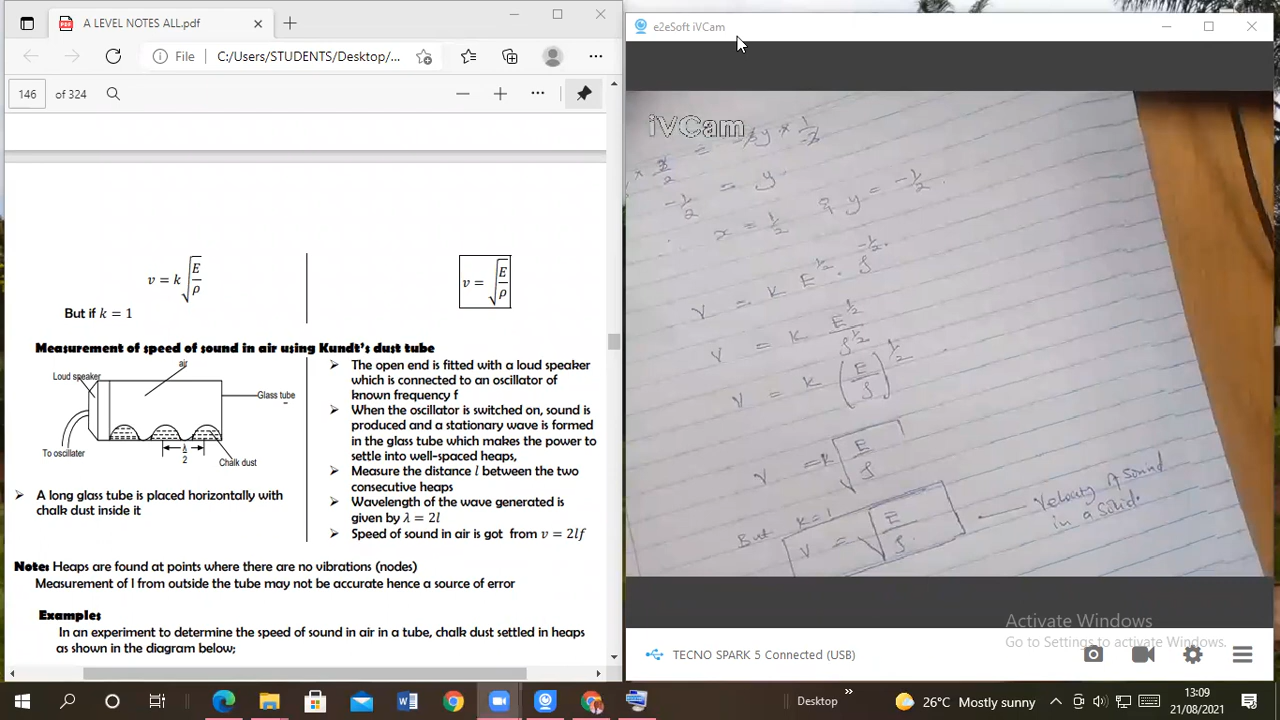 A LEVEL NOTES ALL.pdf
File
C:/Users/STUDENTS/Desktop/...
146
of 324
v = k √(E/ρ)
v = √(E/ρ)
But if k = 1
Measurement of speed of sound in air using Kundt's dust tube
air
Loud speaker
Glass tube
To oscillater
λ/2
Chalk dust
A long glass tube is placed horizontally with
chalk dust inside it
The open end is fitted with a loud speaker
which is connected to an oscillator of
known frequency f
When the oscillator is switched on, sound is
produced and a stationary wave is formed
in the glass tube which makes the power to
settle into well-spaced heaps,
Measure the distance l between the two
consecutive heaps
Wavelength of the wave generated is
given by λ = 2l
Speed of sound in air is got from v = 2lf
Note: Heaps are found at points where there are no vibrations (nodes)
Measurement of l from outside the tube may not be accurate hence a source of error
Examples
In an experiment to determine the speed of sound in air in a tube, chalk dust settled in heaps
as shown in the diagram below;
e2eSoft iVCam
iVCam
-1/2 = y
x = 1/2 y = -1/2
V = K E^1/2 . ρ^-1/2.
V = K E^1/2 / ρ^1/2
V = K (E/ρ)^1/2
V = K √(E/ρ)
But K = 1
V = √(E/ρ)
Velocity of sound
in a solid.
Activate Windows
Go to Settings to activate Windows.
TECNO SPARK 5 Connected (USB)
Desktop
26°C Mostly sunny
13:09
21/08/2021